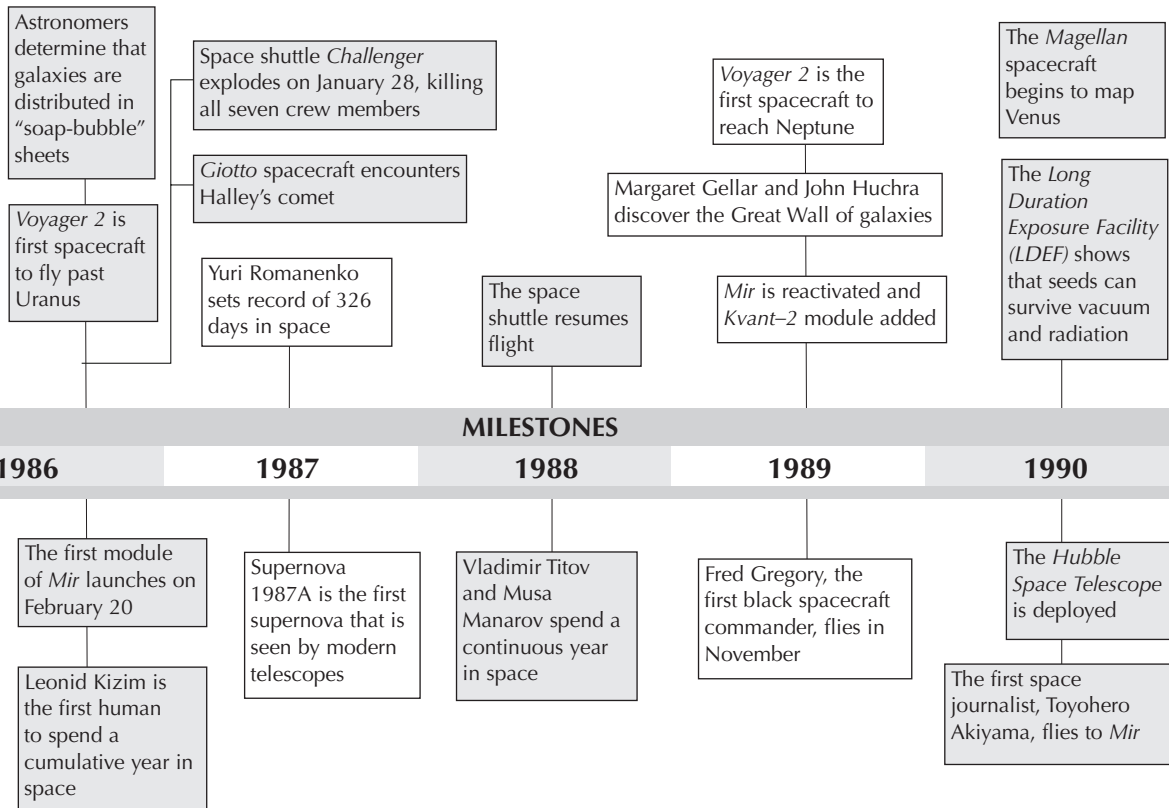 Astronomers
determine that
galaxies are
distributed in
“soap-bubble”
sheets
Voyager 2 is
first spacecraft
to fly past
Uranus
Space shuttle Challenger
explodes on January 28, killing
all seven crew members
Giotto spacecraft encounters
Halley’s comet
Yuri Romanenko
sets record of 326
days in space
The space
shuttle resumes
flight
Voyager 2 is the
first spacecraft to
reach Neptune
Margaret Gellar and John Huchra
discover the Great Wall of galaxies
Mir is reactivated and
Kvant–2 module added
The Magellan
spacecraft
begins to map
Venus
The Long
Duration
Exposure Facility
(LDEF) shows
that seeds can
survive vacuum
and radiation
MILESTONES
1986 1987 1988 1989 1990
The first module
of Mir launches on
February 20
Leonid Kizim is
the first human
to spend a
cumulative year in
space
Supernova
1987A is the first
supernova that is
seen by modern
telescopes
Vladimir Titov
and Musa
Manarov spend a
continuous year
in space
Fred Gregory, the
first black spacecraft
commander, flies in
November
The Hubble
Space Telescope
is deployed
The first space
journalist, Toyohero
Akiyama, flies to Mir